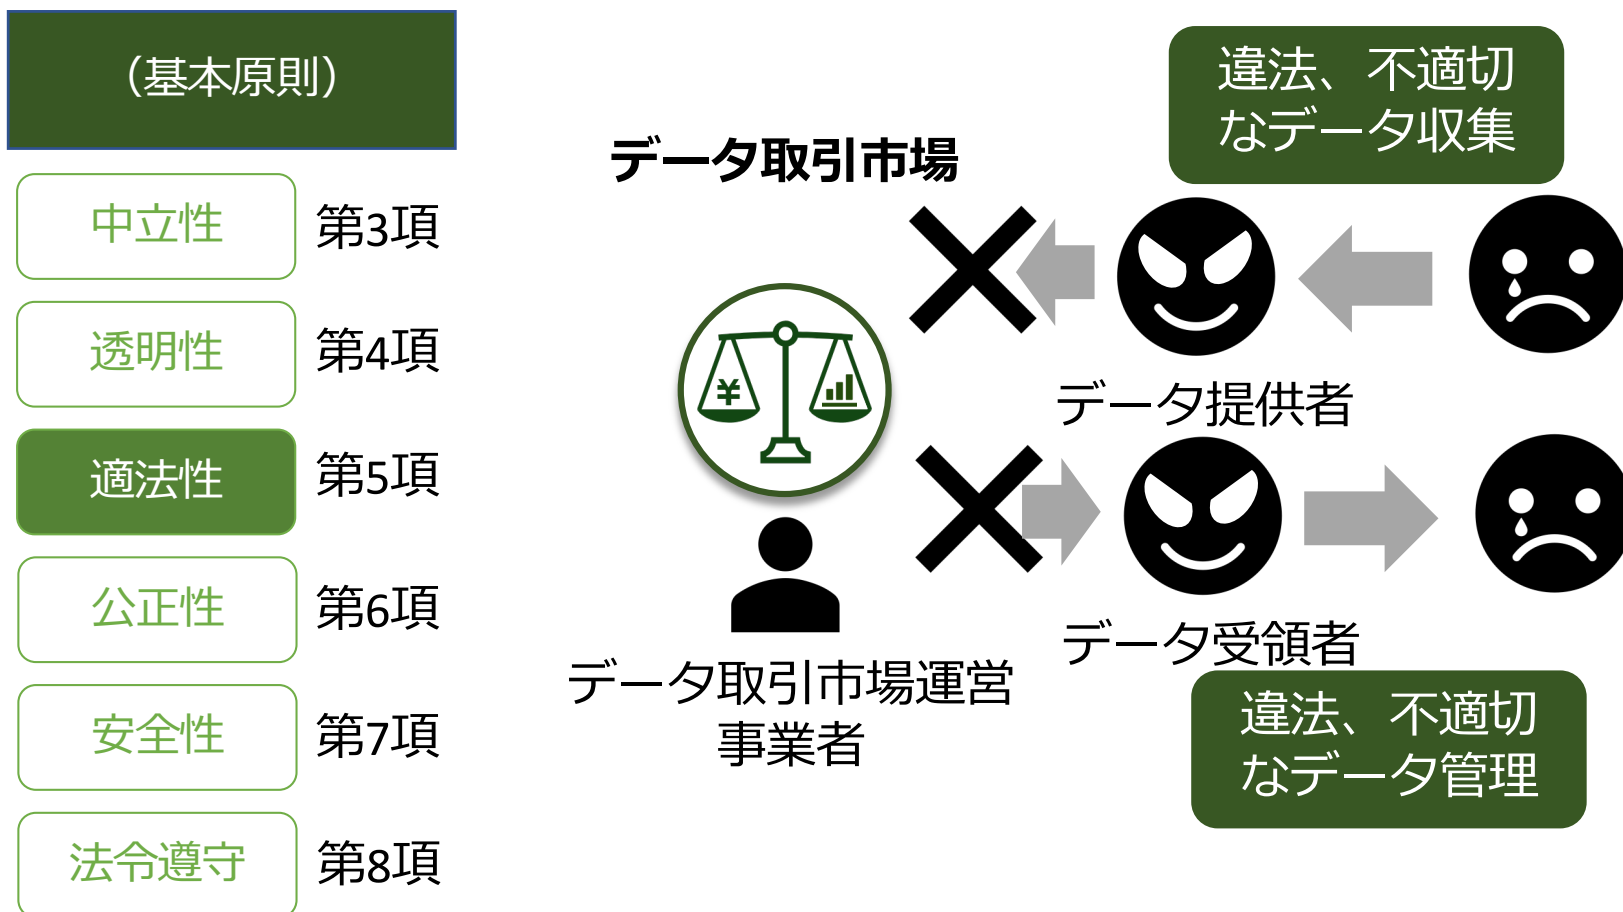 （基本原則）
中立性
第3項
透明性
第4項
適法性
第5項
公正性
第6項
安全性
第7項
法令遵守
第8項
データ取引市場
¥
データ取引市場運営
事業者
違法、不適切
なデータ収集
データ提供者
データ受領者
違法、不適切
なデータ管理